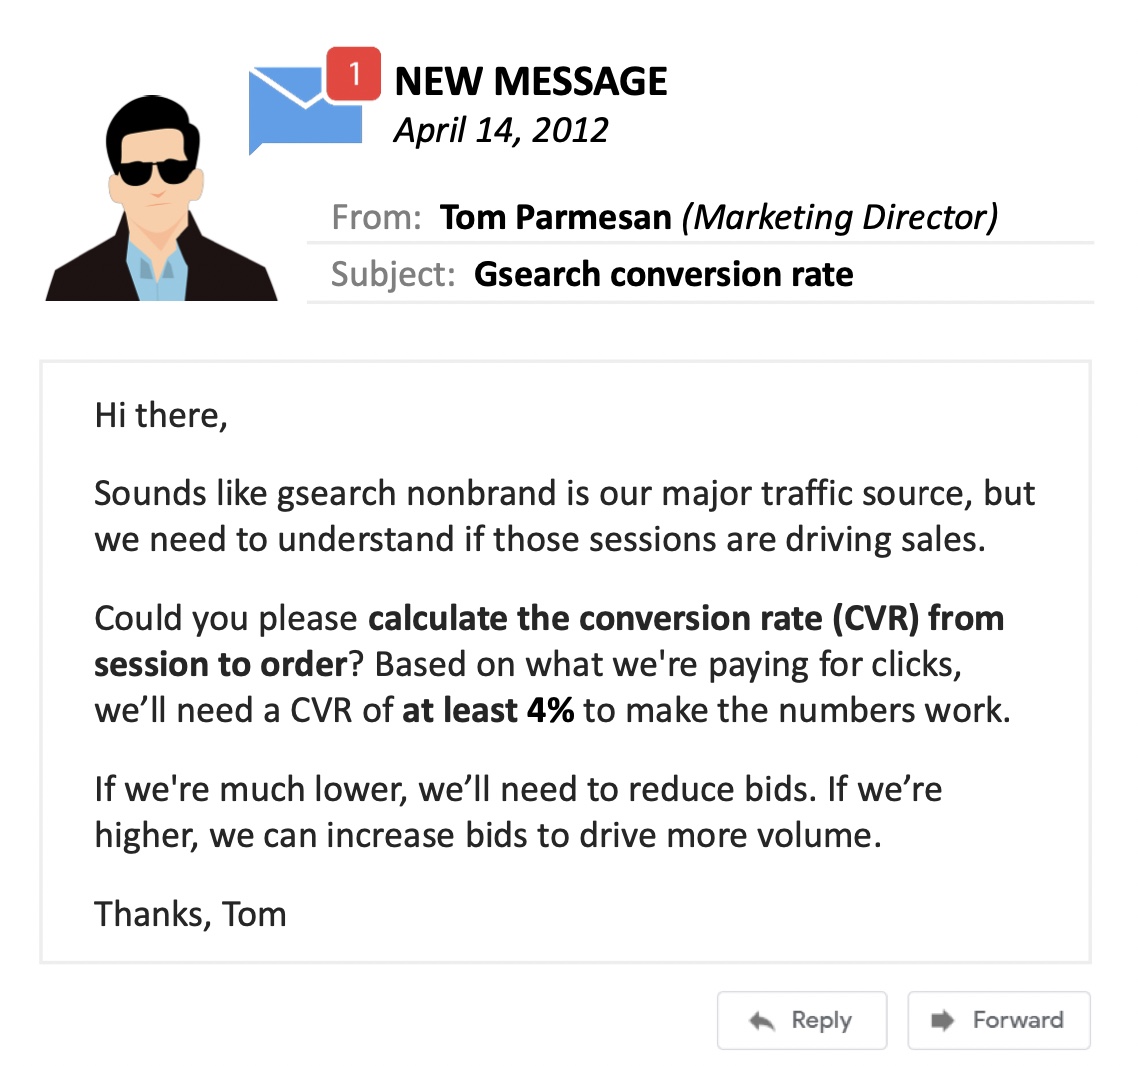 1
NEW MESSAGE
April 14, 2012
From: Tom Parmesan (Marketing Director)
Subject: Gsearch conversion rate
Hi there,
Sounds like gsearch nonbrand is our major traffic source, but
we need to understand if those sessions are driving sales.
Could you please calculate the conversion rate (CVR) from
session to order? Based on what we're paying for clicks,
we’ll need a CVR of at least 4% to make the numbers work.
If we're much lower, we’ll need to reduce bids. If we’re
higher, we can increase bids to drive more volume.
Thanks, Tom
Reply
Forward